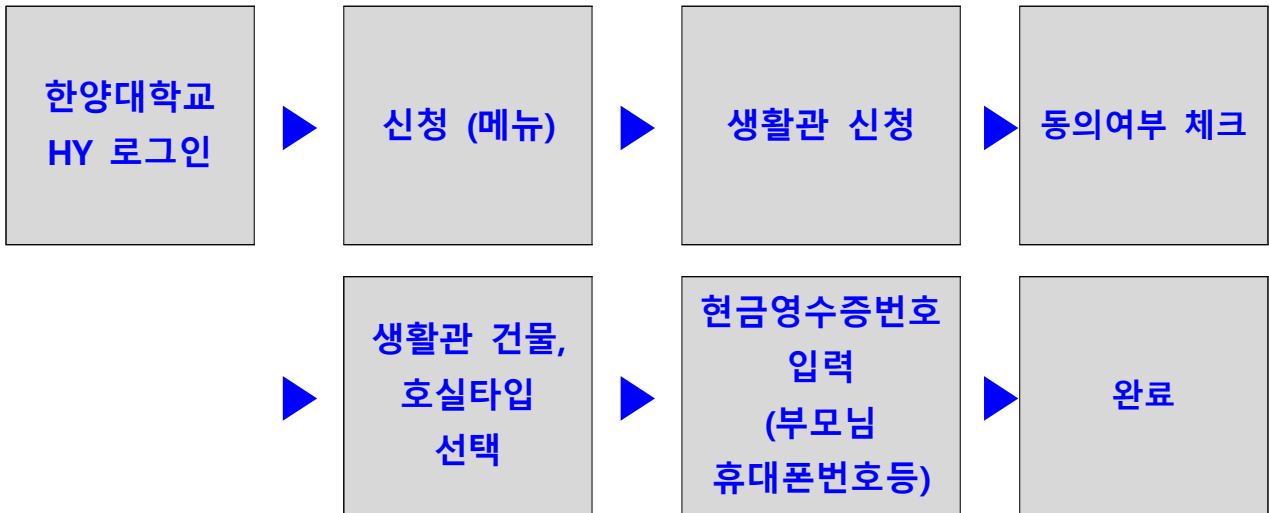 한양대학교
HY 로그인
신청 (메뉴)
생활관 신청
동의여부 체크
생활관 건물,
호실타입
선택
현금영수증번호
입력
(부모님
휴대폰번호등)
완료